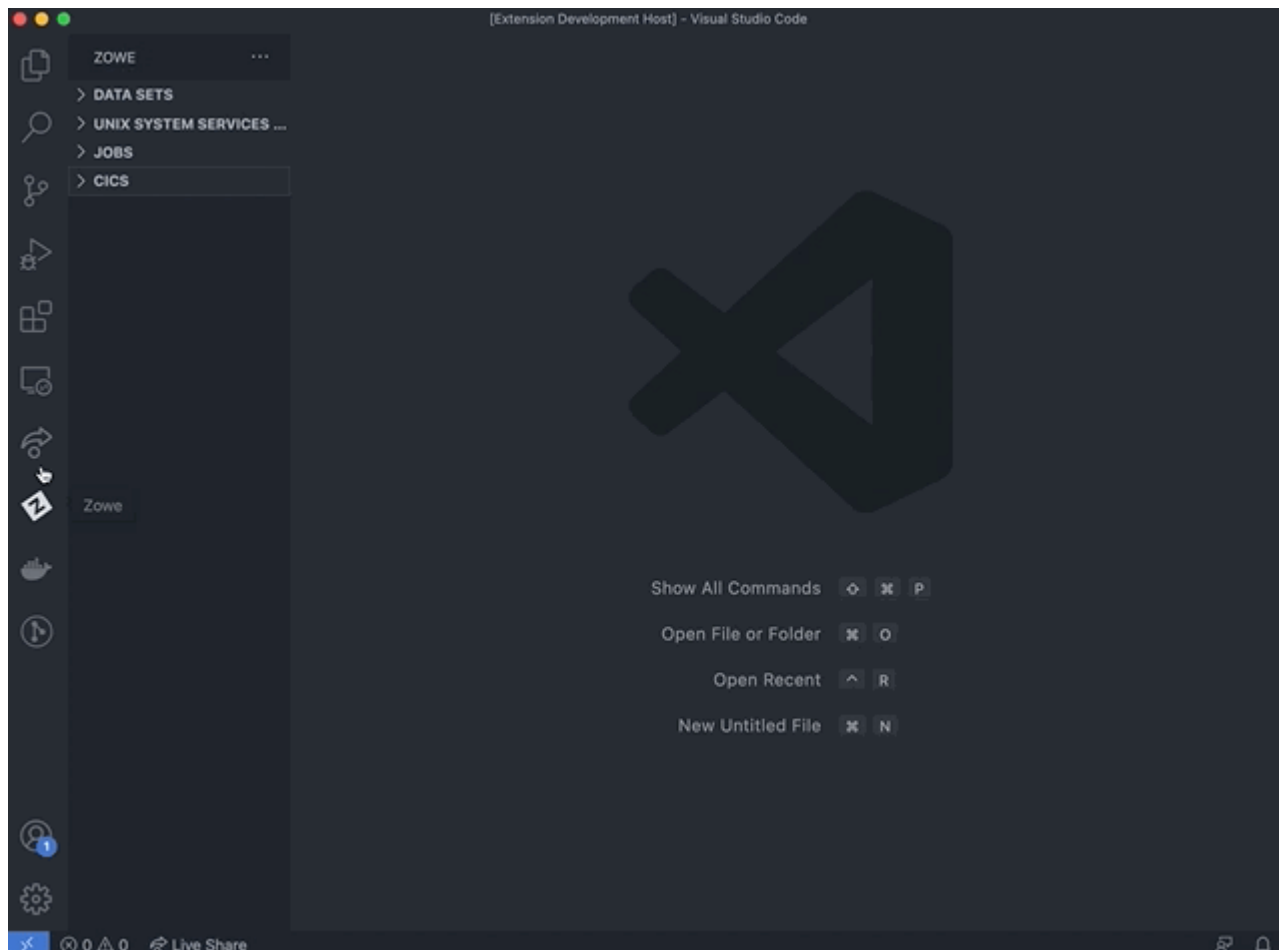 [Extension Development Host] - Visual Studio Code
ZOWE ...
DATA SETS
UNIX SYSTEM SERVICES ...
JOBS
CICS
Zowe
Show All Commands ⇧ ⌘ P
Open File or Folder ⌘ O
Open Recent ^ R
New Untitled File ⌘ N
1
0 0 Live Share